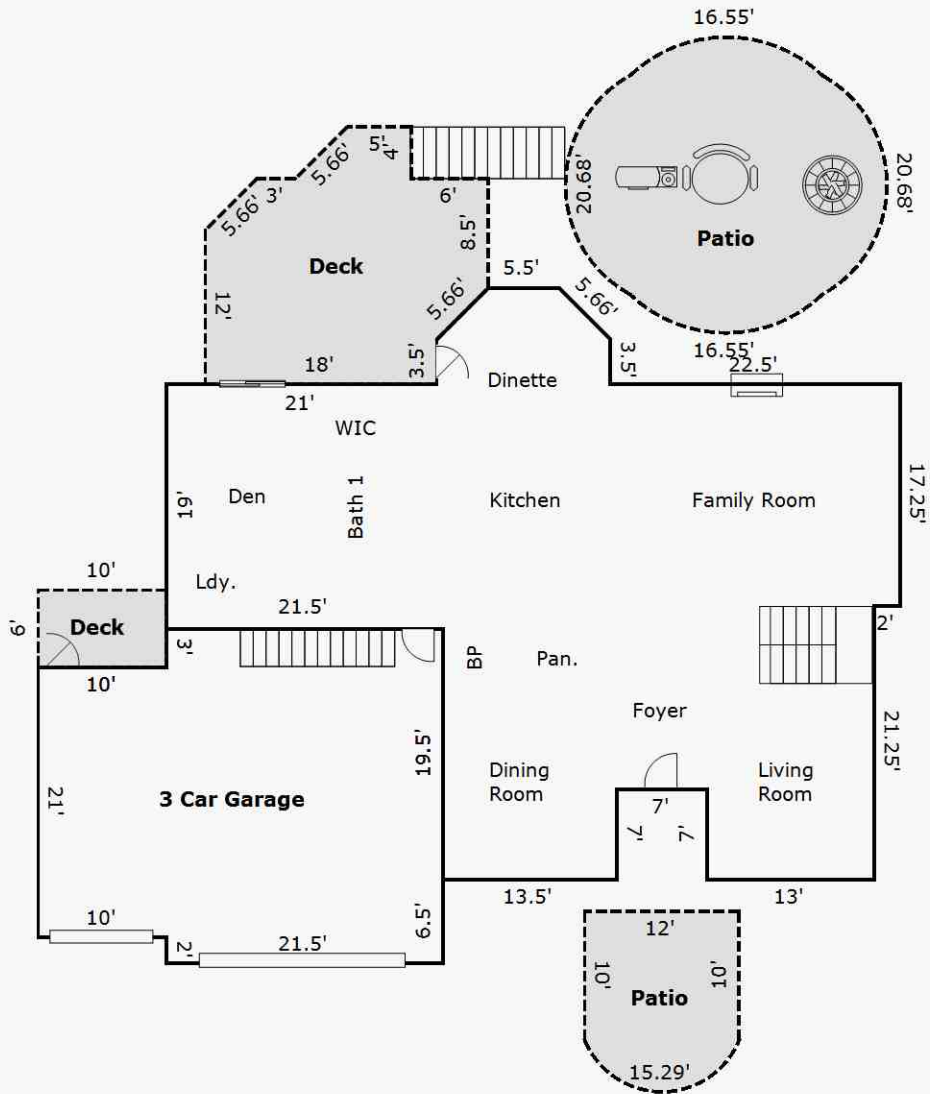 16.55'
5'
4'
5.66'
3'
5.66'
6'
20.68'
20.68'
Patio
8.5'
Deck
5.5'
5.66'
5.66'
12'
16.55'
18'
3.5'
3.5'
22.5'
Dinette
21'
WIC
17.25'
19'
Den
Bath 1
Kitchen
Family Room
Ldy.
10'
21.5'
6'
Deck
3'
2'
BP
Pan.
10'
Foyer
21.25'
19.5'
Dining
Room
Living
Room
21'
3 Car Garage
7'
7'
7'
13.5'
13'
10'
2'
21.5'
6.5'
12'
10'
10'
Patio
15.29'